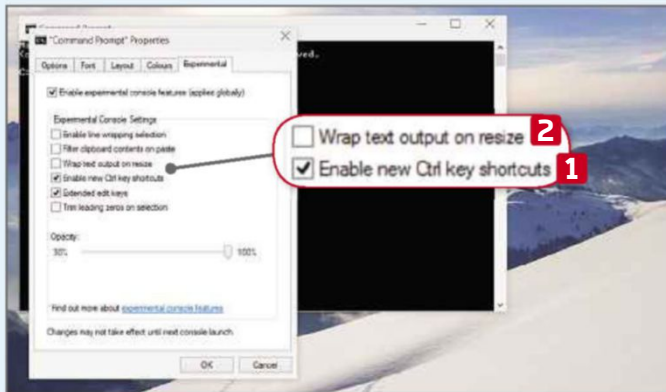 "Command Prompt" Properties
Options Font Layout Colours Experimental
Enable experimental console features (applies globally)
Experimental Console Settings
Enable line wrapping selection
Filter clipboard contents on paste
Wrap text output on resize
Enable new Ctrl key shortcuts
Extended edit keys
Trim leading zeros on selection
Opacity:
30% 100%
Find out more about experimental console features
Changes may not take effect until next console launch.
OK Cancel
Wrap text output on resize 2
Enable new Ctrl key shortcuts 1